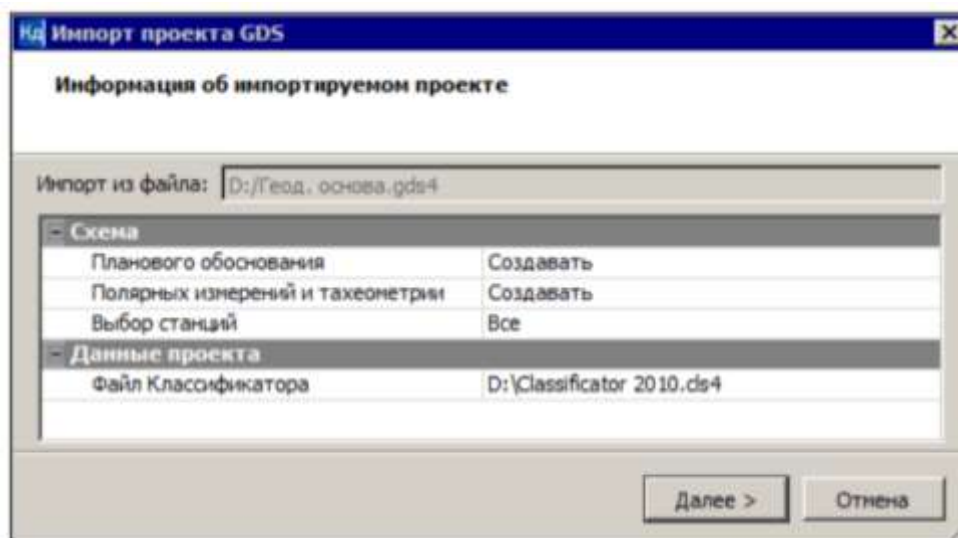 Кд Импорт проекта GDS
Информация об импортируемом проекте
Импорт из файла: D:/Геод. основа.gds4
Схема
Планового обоснования Создавать
Полярных измерений и тахеометрии Создавать
Выбор станций Все
Данные проекта
Файл Классификатора D:\Classificator 2010.cls4
Далее > Отмена